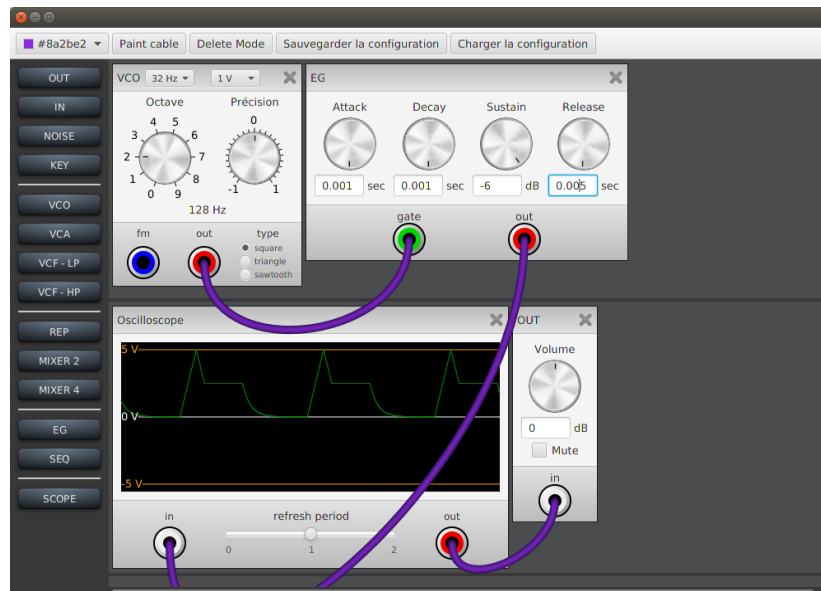 #8a2be2
Paint cable
Delete Mode
Sauvegarder la configuration
Charger la configuration
OUT
IN
NOISE
KEY
VCO
VCA
VCF - LP
VCF - HP
REP
MIXER 2
MIXER 4
EG
SEQ
SCOPE
VCO
32 Hz
1 V
Octave
Précision
4 5
3 6
2 7
1 8
0 9
0
-1 1
128 Hz
fm
out
type
square
triangle
sawtooth
EG
Attack
Decay
Sustain
Release
0.001 sec
0.001 sec
-6 dB
0.005 sec
gate
out
Oscilloscope
5 V
0 V
-5 V
in
refresh period
out
0 1 2
OUT
Volume
0 dB
Mute
in